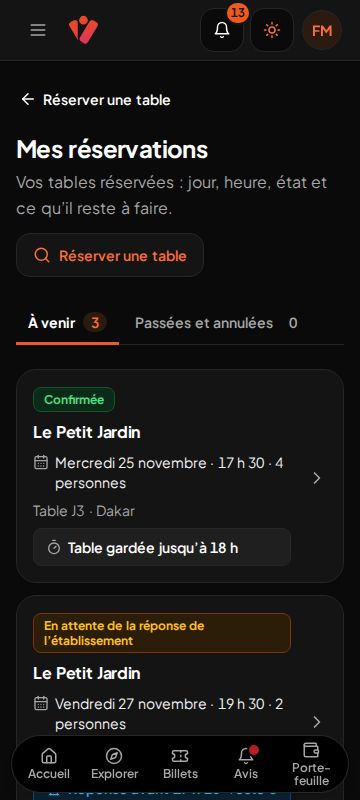 13
FM
Réserver une table
Mes réservations
Vos tables réservées : jour, heure, état et
ce qu’il reste à faire.
Réserver une table
À venir 3 Passées et annulées 0
Confirmée
Le Petit Jardin
Mercredi 25 novembre · 17 h 30 · 4
personnes
Table J3 · Dakar
Table gardée jusqu’à 18 h
En attente de la réponse de
l’établissement
Le Petit Jardin
Vendredi 27 novembre · 19 h 30 · 2
personnes
Accueil Explorer Billets Avis Porte-
feuille